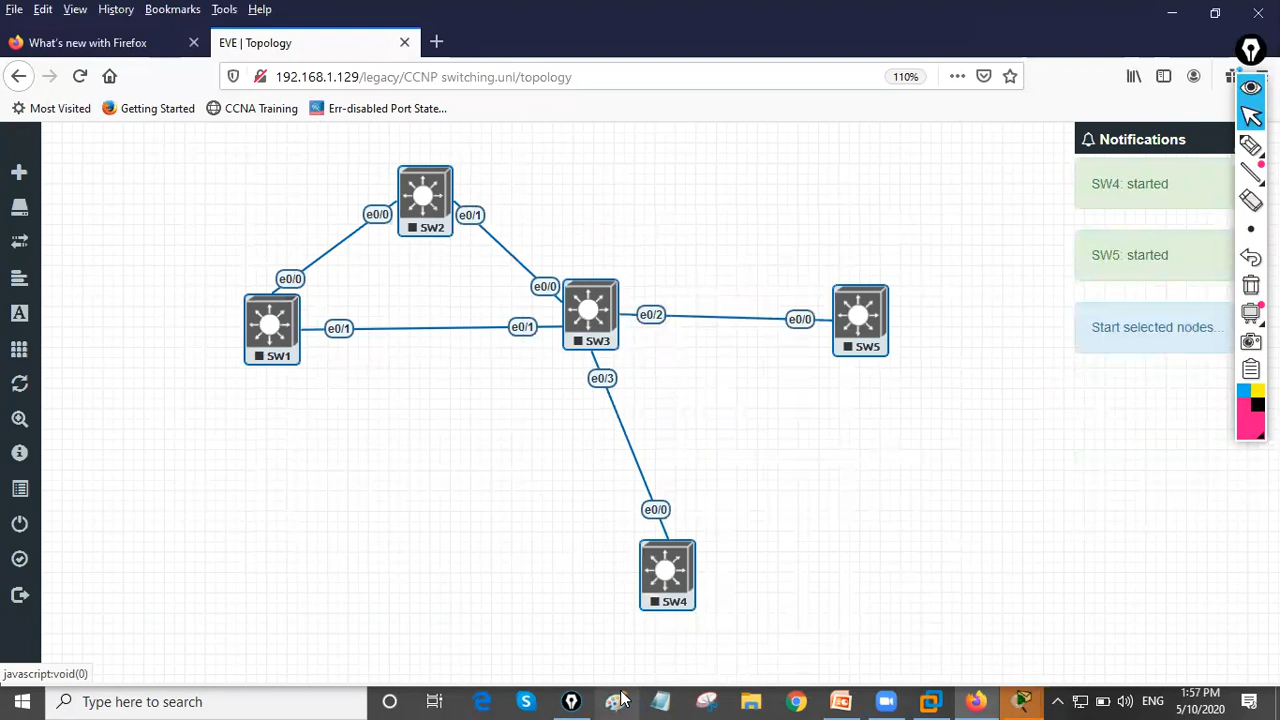 File Edit View History Bookmarks Tools Help
What's new with Firefox
EVE | Topology
192.168.1.129/legacy/CCNP switching.unl/topology
110%
Most Visited
Getting Started
CCNA Training
Err-disabled Port State...
Notifications
SW4: started
SW5: started
Start selected nodes...
SW2
e0/0
e0/1
e0/0
e0/0
SW3
e0/2
e0/0
SW5
SW1
e0/1
e0/1
e0/3
e0/0
SW4
A
javascript:void(0)
Type here to search
ENG
1:57 PM
5/10/2020